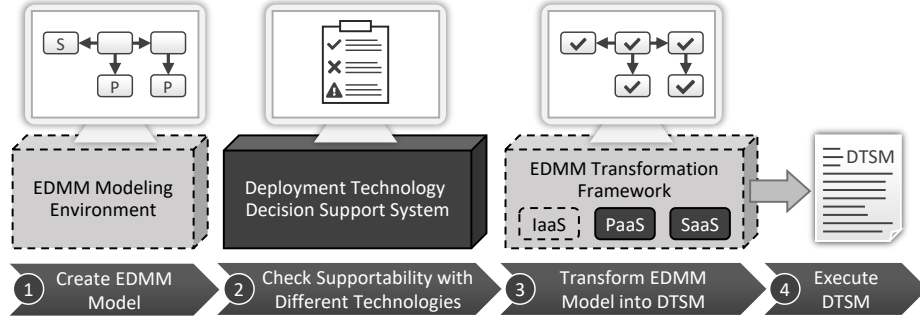 S
P
P
EDMM Modeling
Environment
Deployment Technology
Decision Support System
EDMM Transformation
Framework
IaaS
PaaS
SaaS
DTSM
1
Create EDMM
Model
2
Check Supportability with
Different Technologies
3
Transform EDMM
Model into DTSM
4
Execute
DTSM